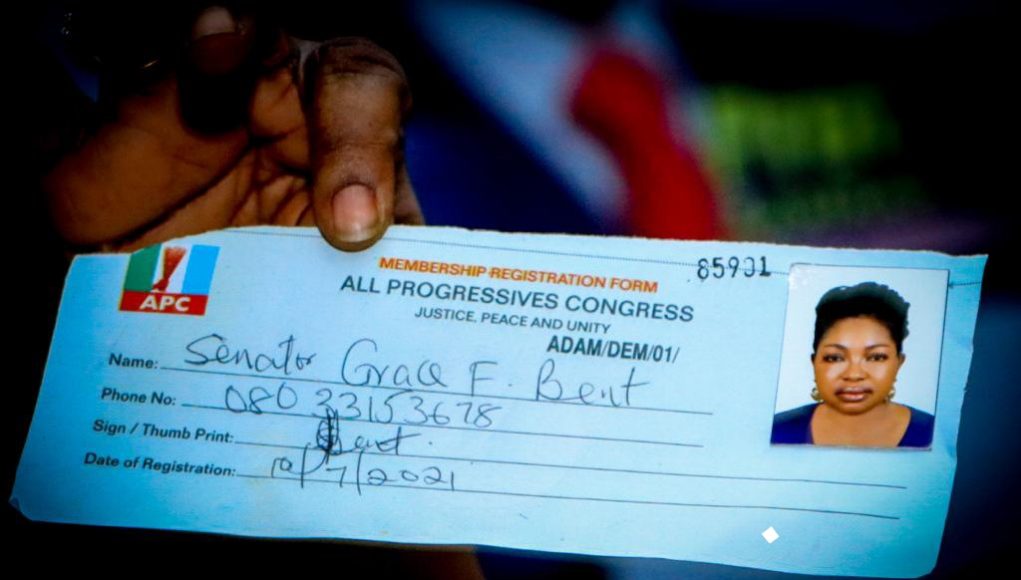 MEMBERSHIP REGISTRATION FORM
85901
APC
ALL PROGRESSIVES CONGRESS
JUSTICE, PEACE AND UNITY
ADAM/DEM/01/
Name: Senator Grace F. Bent
Phone No: 08033153678
Sign / Thumb Print: Bent.
Date of Registration: 10/7/2021